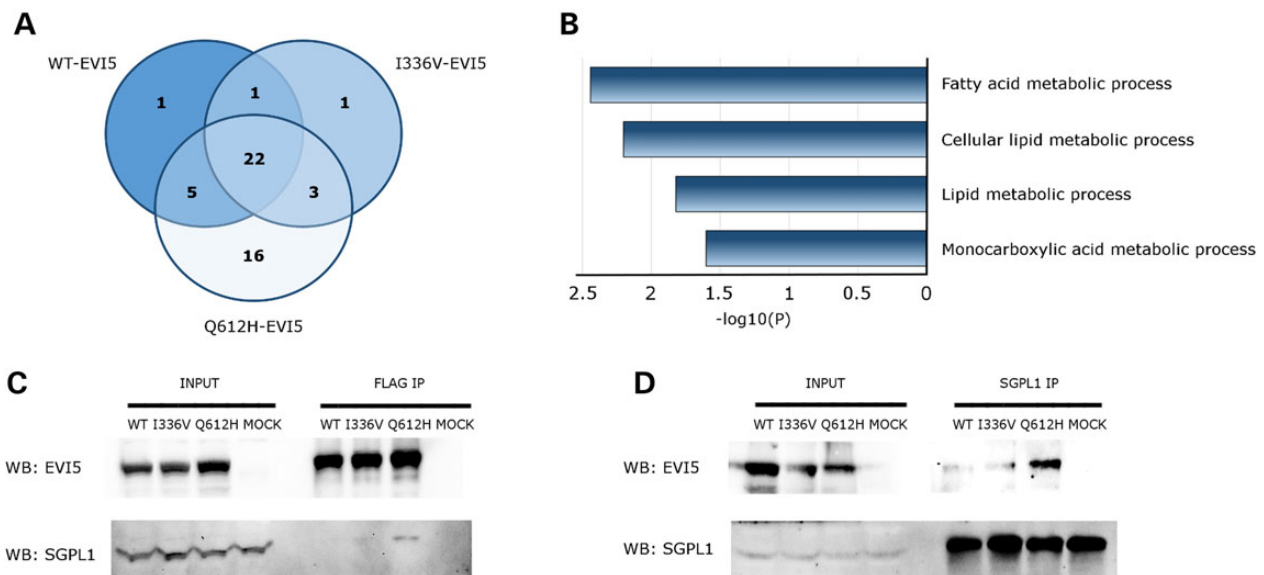 A
WT-EVI5
I336V-EVI5
1
1
1
22
5
3
16
Q612H-EVI5
B
Fatty acid metabolic process
Cellular lipid metabolic process
Lipid metabolic process
Monocarboxylic acid metabolic process
2.5 2 1.5 1 0.5 0
-log10(P)
C
INPUT FLAG IP
WT I336V Q612H MOCK WT I336V Q612H MOCK
WB: EVI5
WB: SGPL1
D
INPUT SGPL1 IP
WT I336V Q612H MOCK WT I336V Q612H MOCK
WB: EVI5
WB: SGPL1